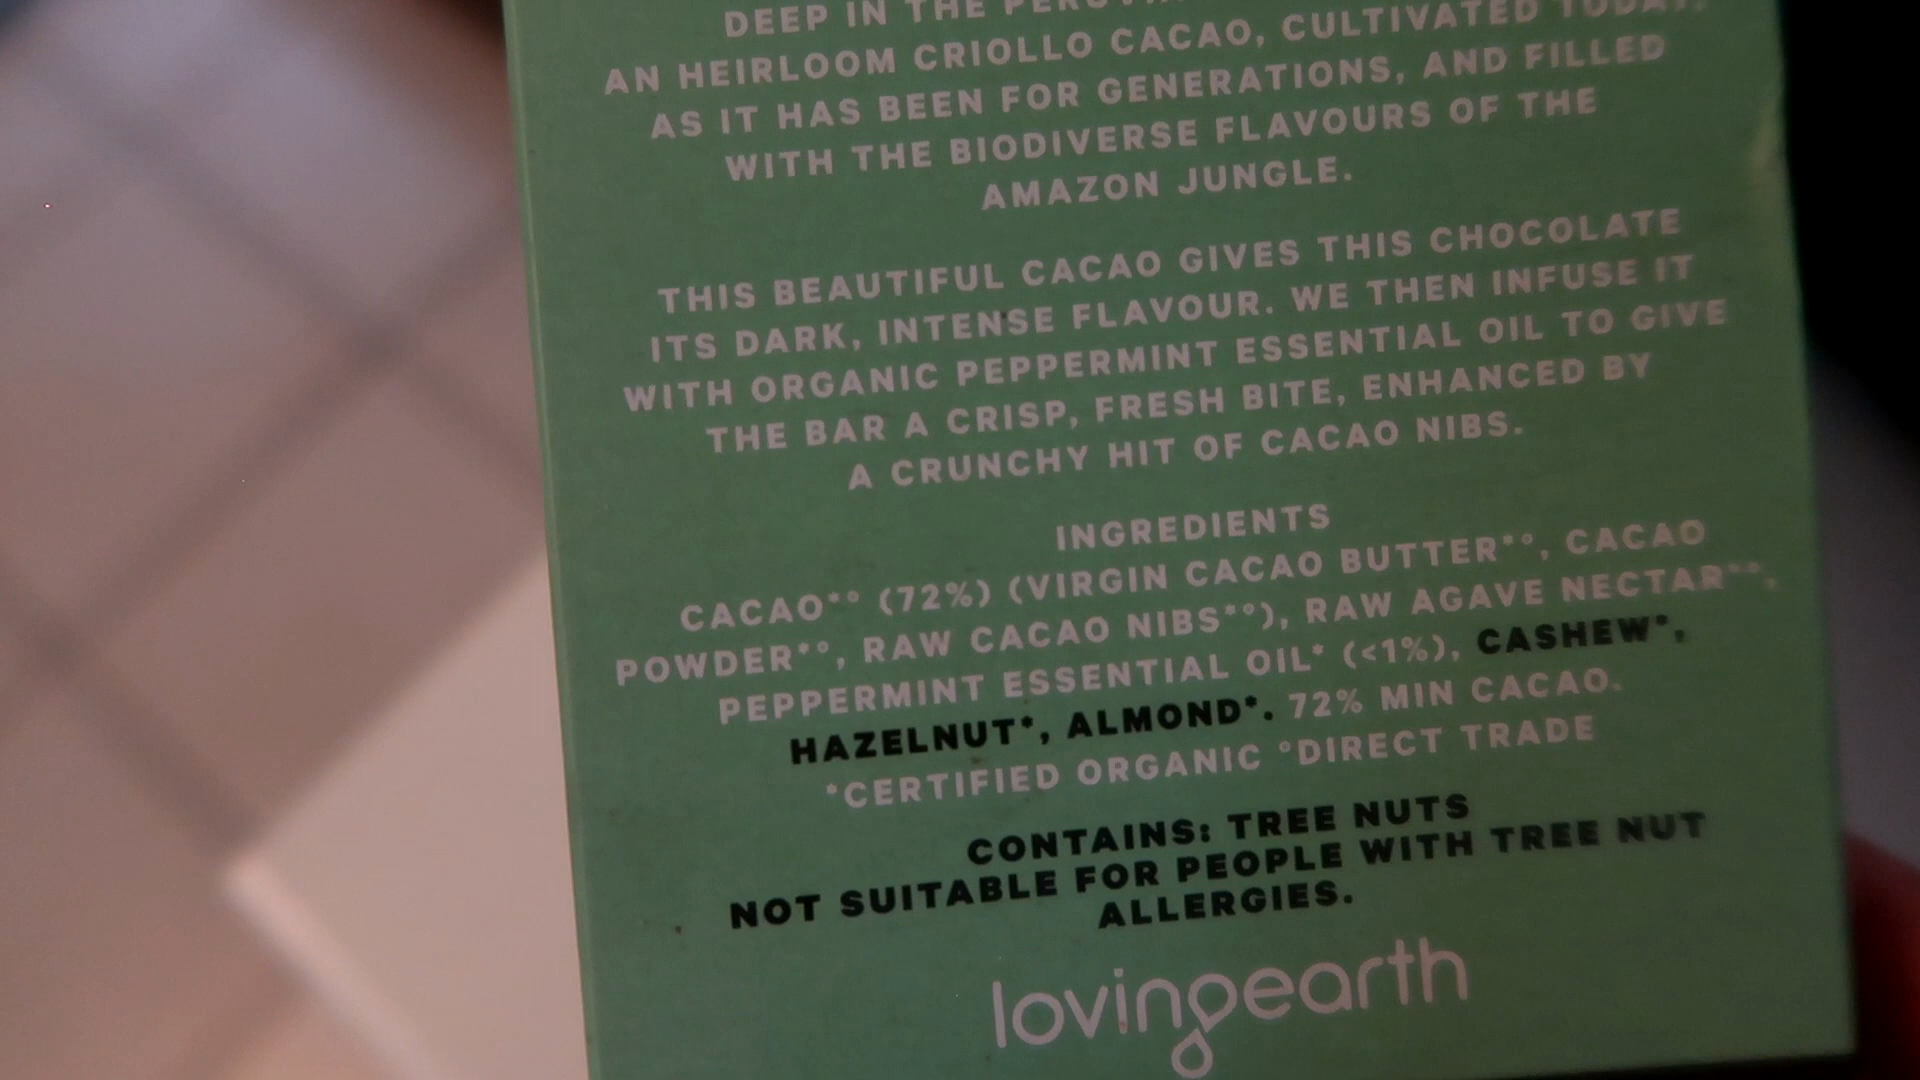 DEEP IN THE
AN HEIRLOOM CRIOLLO CACAO, CULTIVATED TODAY,
AS IT HAS BEEN FOR GENERATIONS, AND FILLED
WITH THE BIODIVERSE FLAVOURS OF THE
AMAZON JUNGLE.
THIS BEAUTIFUL CACAO GIVES THIS CHOCOLATE
ITS DARK, INTENSE FLAVOUR. WE THEN INFUSE IT
WITH ORGANIC PEPPERMINT ESSENTIAL OIL TO GIVE
THE BAR A CRISP, FRESH BITE, ENHANCED BY
A CRUNCHY HIT OF CACAO NIBS.
INGREDIENTS
CACAO*° (72%) (VIRGIN CACAO BUTTER*°, CACAO
POWDER*°, RAW CACAO NIBS*°), RAW AGAVE NECTAR*°,
PEPPERMINT ESSENTIAL OIL* (<1%), CASHEW*,
HAZELNUT*, ALMOND*. 72% MIN CACAO.
*CERTIFIED ORGANIC °DIRECT TRADE
CONTAINS: TREE NUTS
NOT SUITABLE FOR PEOPLE WITH TREE NUT
ALLERGIES.
lovingearth